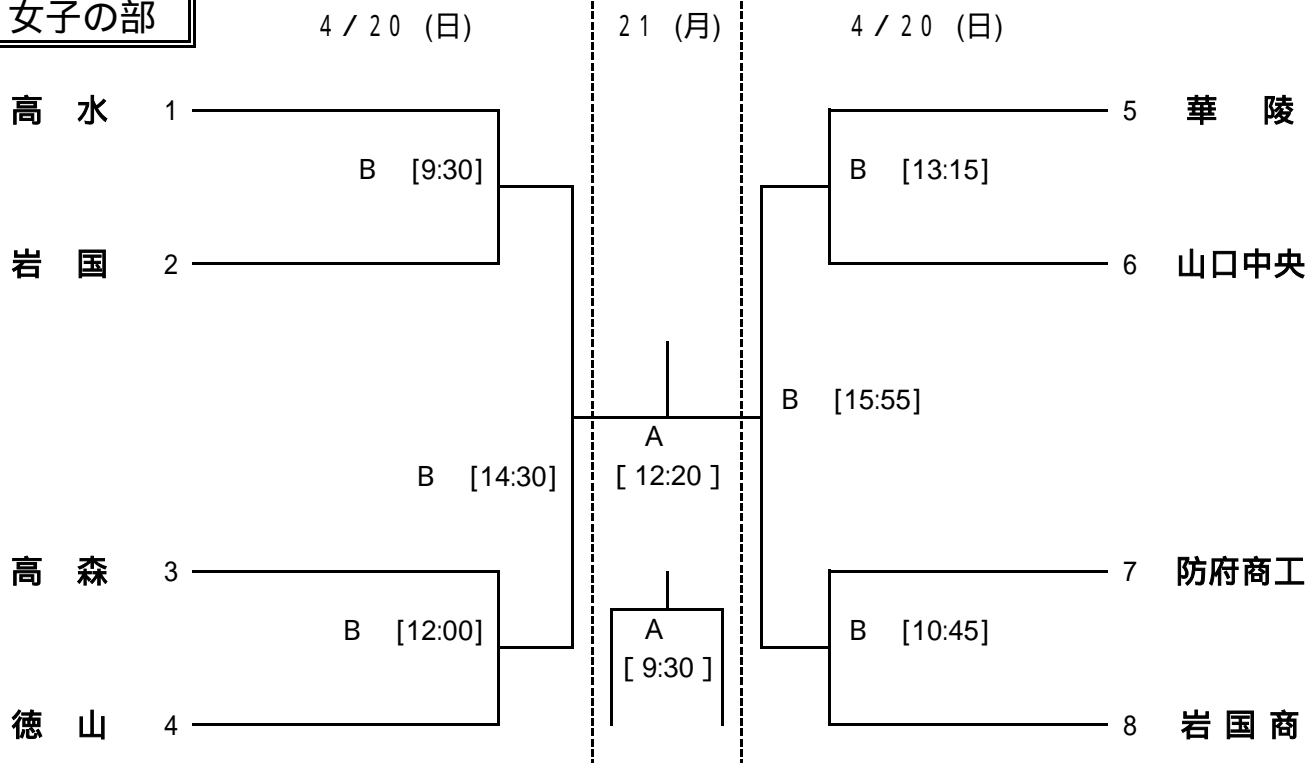 女子の部
4/20 (日) 21 (月) 4/20 (日)
高 水 1 5 華 陵
B [9:30] B [13:15]
岩 国 2 6 山口中央
B [15:55]
A
B [14:30] [ 12:20 ]
高 森 3 7 防府商工
B [12:00] A B [10:45]
[ 9:30 ]
徳 山 4 8 岩 国 商